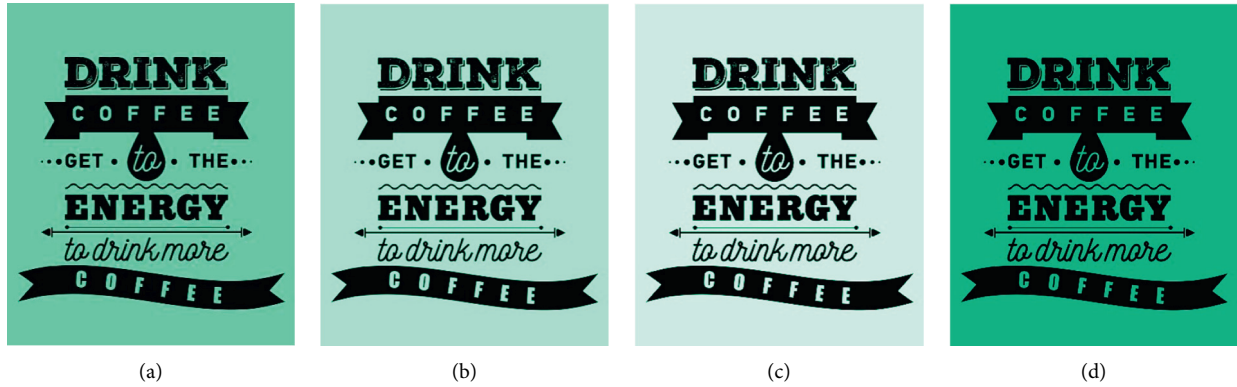 DRINK
COFFEE
GET to THE
ENERGY
to drink more
COFFEE
(a)
DRINK
COFFEE
GET to THE
ENERGY
to drink more
COFFEE
(b)
DRINK
COFFEE
GET to THE
ENERGY
to drink more
COFFEE
(c)
DRINK
COFFEE
GET to THE
ENERGY
to drink more
COFFEE
(d)